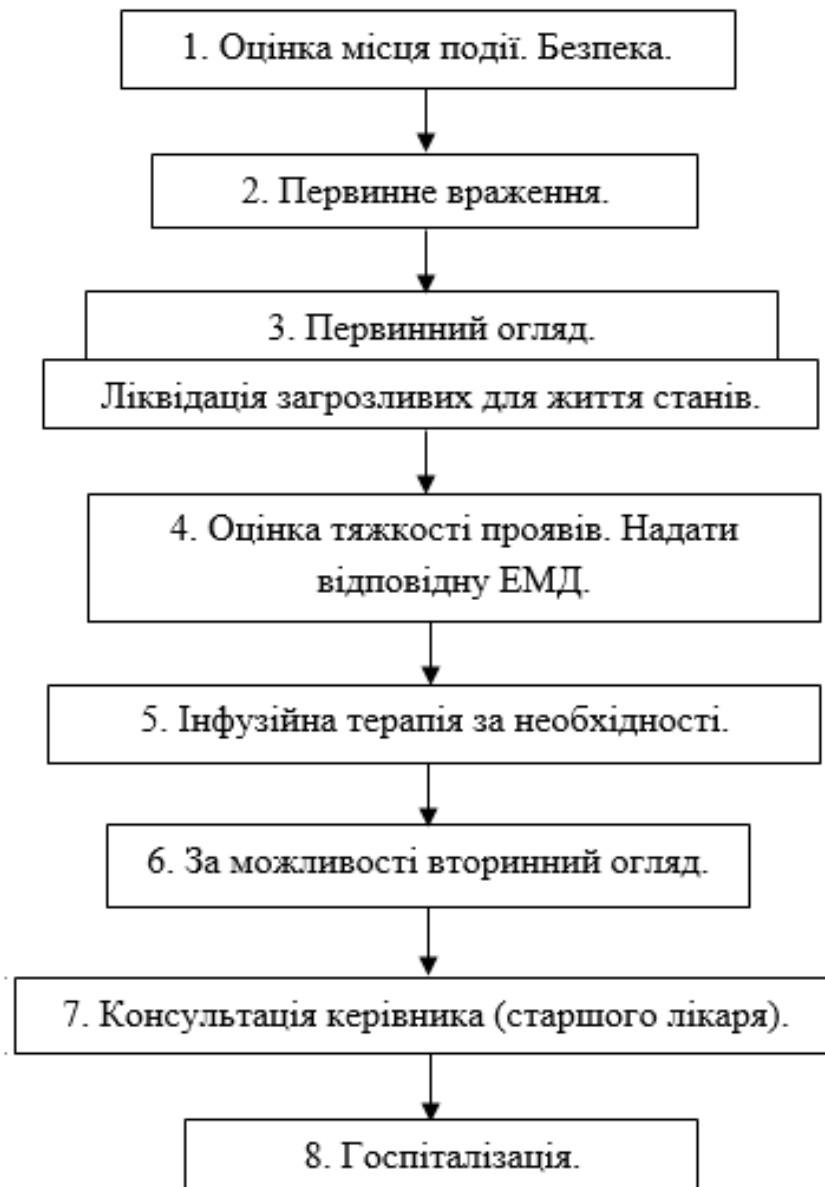 1. Оцінка місця події. Безпека.
2. Первинне враження.
3. Первинний огляд.
Ліквідація загрозливих для життя станів.
4. Оцінка тяжкості проявів. Надати
відповідну ЕМД.
5. Інфузійна терапія за необхідності.
6. За можливості вторинний огляд.
7. Консультація керівника (старшого лікаря).
8. Госпіталізація.